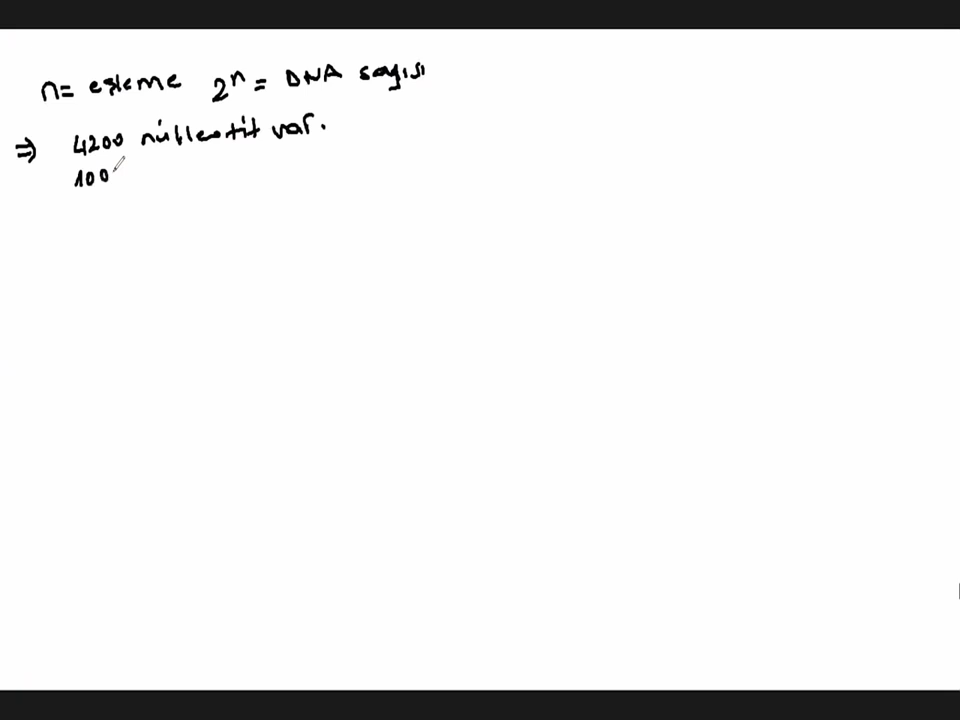 n= eşleme 2ⁿ = DNA sayısı
⇒ 4200 nükleotit var.
100